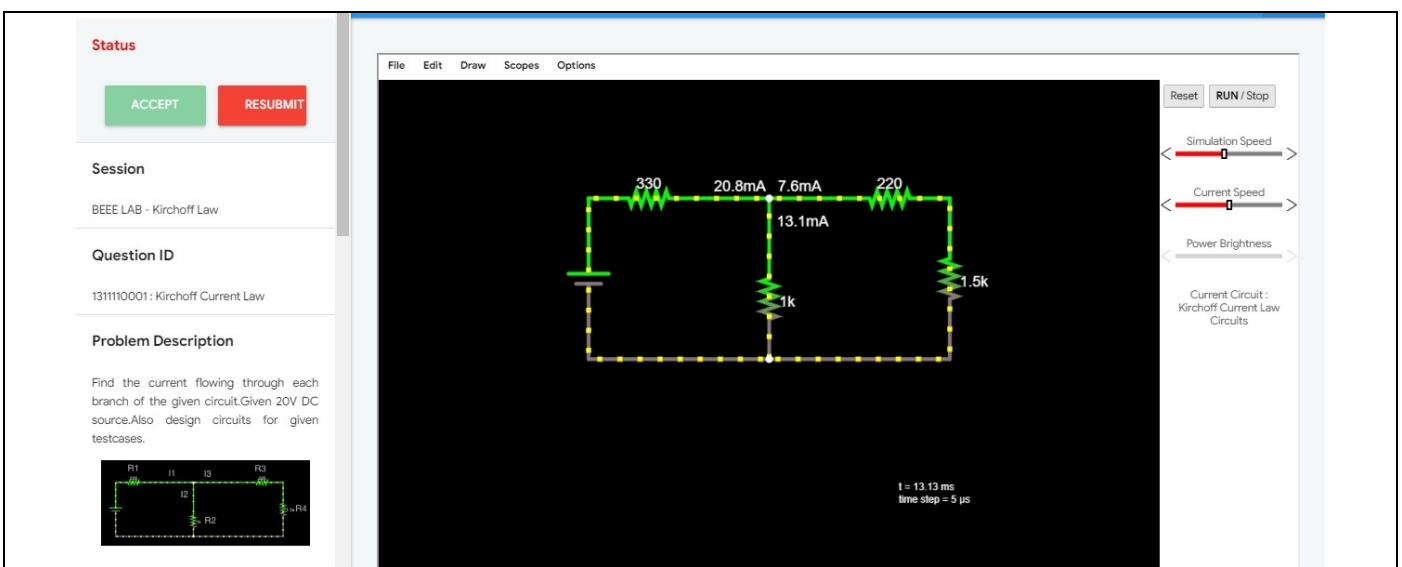 Status
ACCEPT
RESUBMIT
Session
BEEE LAB - Kirchoff Law
Question ID
1311110001 : Kirchoff Current Law
Problem Description
Find the current flowing through each
branch of the given circuit.Given 20V DC
source.Also design circuits for given
testcases.
R1 I1 I3 R3
I2
R2
R4
File Edit Draw Scopes Options
330 20.8mA 7.6mA 220
13.1mA
1.5k
1k
t = 13.13 ms
time step = 5 µs
Reset RUN / Stop
Simulation Speed
Current Speed
Power Brightness
Current Circuit :
Kirchoff Current Law
Circuits